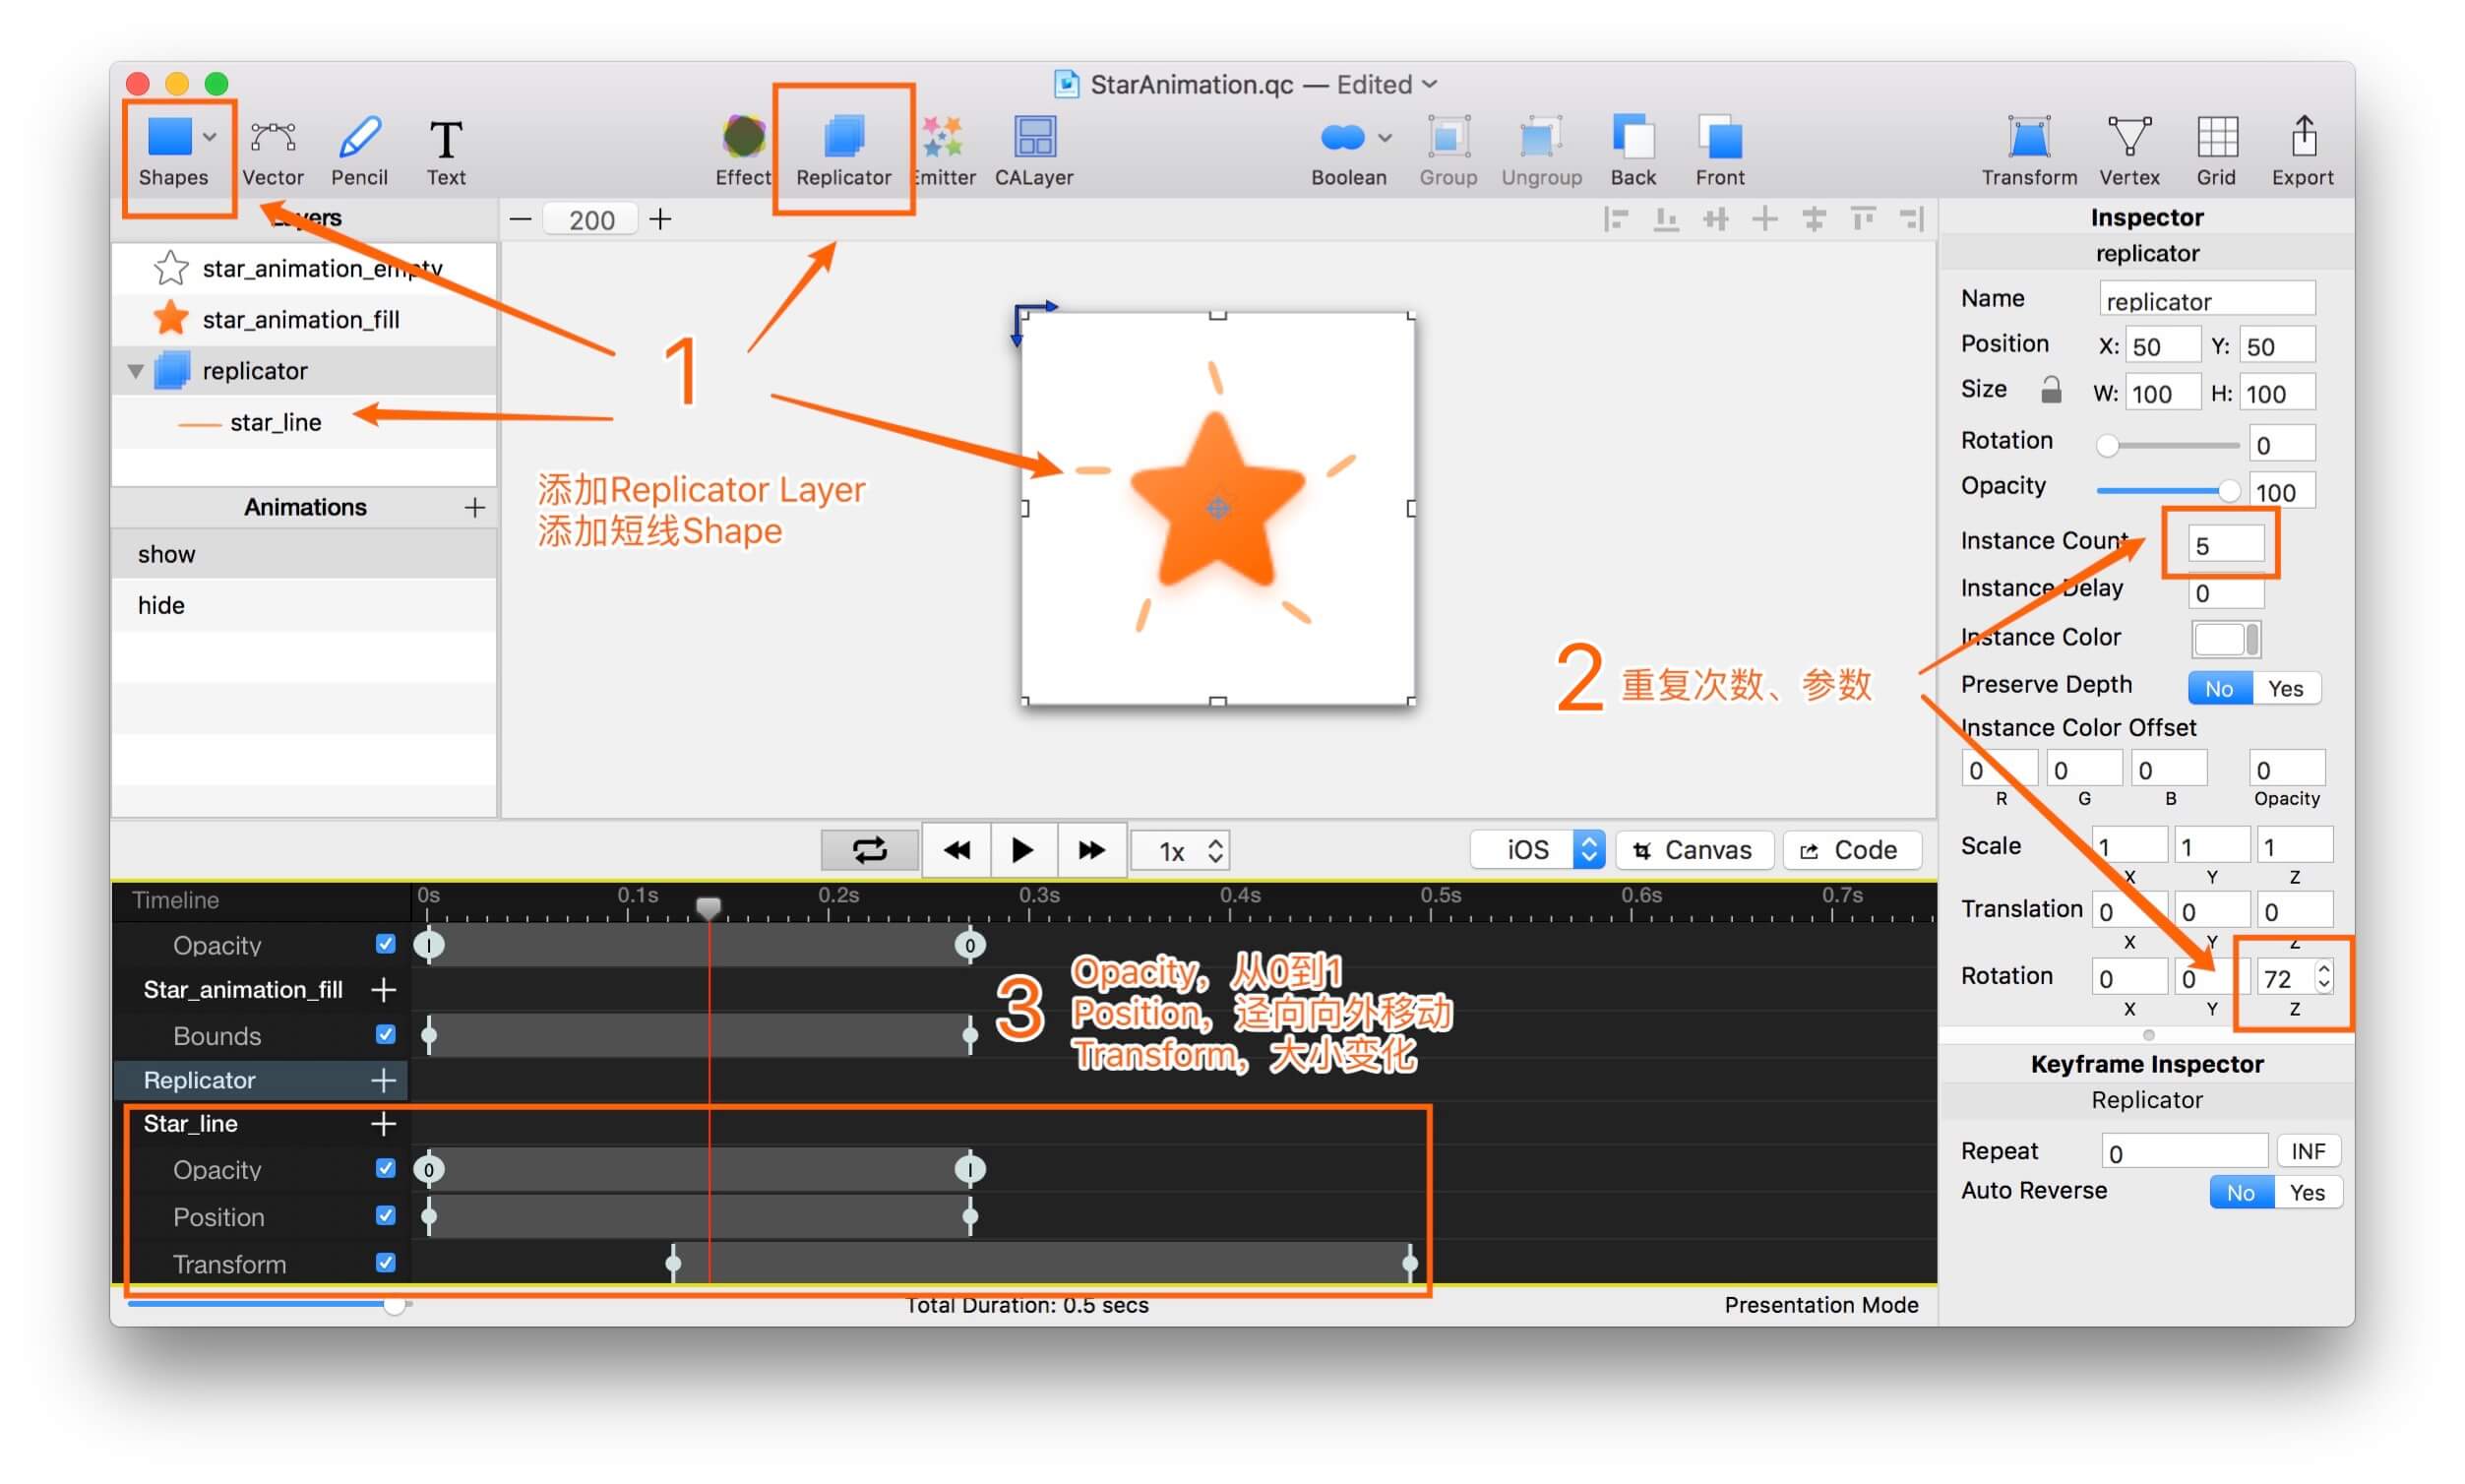 StarAnimation.qc — Edited
Shapes
Vector
Pencil
Text
Effect
Replicator
Emitter
CALayer
Boolean
Group
Ungroup
Back
Front
Transform
Vertex
Grid
Export
Layers
200
Inspector
replicator
star_animation_empty
star_animation_fill
replicator
star_line
Animations
show
hide
1
添加Replicator Layer
添加短线Shape
2 重复次数、参数
Name replicator
Position X: 50 Y: 50
Size W: 100 H: 100
Rotation 0
Opacity 100
Instance Count 5
Instance Delay 0
Instance Color
Preserve Depth No Yes
Instance Color Offset
0 0 0 0
R G B Opacity
Scale 1 1 1
X Y Z
Translation 0 0 0
X Y Z
Rotation 0 0 72
X Y Z
1x
iOS
Canvas
Code
Timeline
0s 0.1s 0.2s 0.3s 0.4s 0.5s 0.6s 0.7s
Opacity 1 0
Star_animation_fill
Bounds
Replicator
Star_line
Opacity 0 1
Position
Transform
3
Opacity，从0到1
Position，迳向向外移动
Transform，大小变化
Keyframe Inspector
Replicator
Repeat 0 INF
Auto Reverse No Yes
Total Duration: 0.5 secs
Presentation Mode